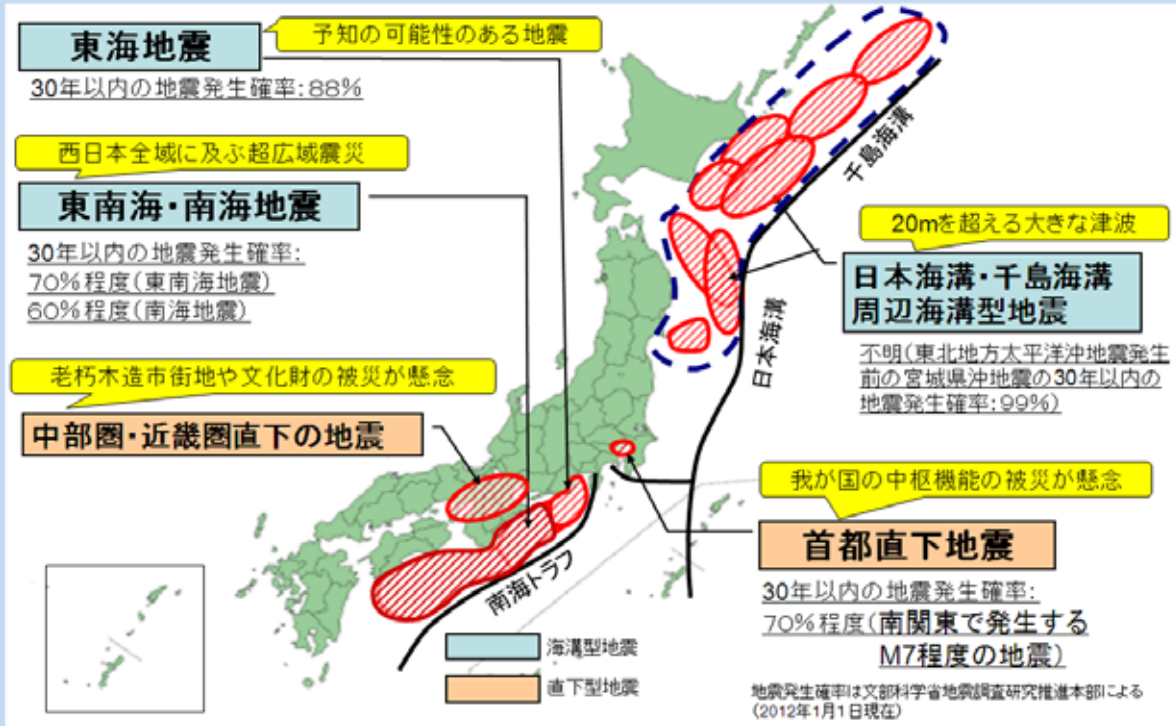 東海地震
予知の可能性のある地震
30年以内の地震発生確率:88%
西日本全域に及ぶ超広域震災
東南海・南海地震
30年以内の地震発生確率:
70%程度(東南海地震)
60%程度(南海地震)
老朽木造市街地や文化財の被災が懸念
中部圏・近畿圏直下の地震
千島海溝
20mを超える大きな津波
日本海溝・千島海溝
周辺海溝型地震
不明(東北地方太平洋沖地震発生
前の宮城県沖地震の30年以内の
地震発生確率:99%)
日本海溝
我が国の中枢機能の被災が懸念
首都直下地震
30年以内の地震発生確率:
70%程度(南関東で発生する
M7程度の地震)
南海トラフ
海溝型地震
直下型地震
地震発生確率は文部科学省地震調査研究推進本部による
(2012年1月1日現在)